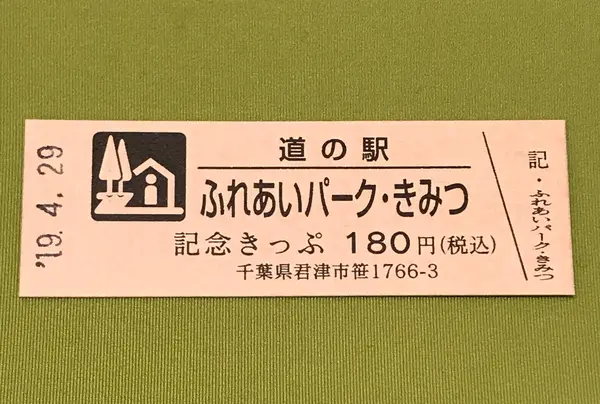 '19.4.29
道の駅
ふれあいパーク・きみつ
記念きっぷ 180円(税込)
千葉県君津市笹1766-3
記・ふれあいパーク・きみつ